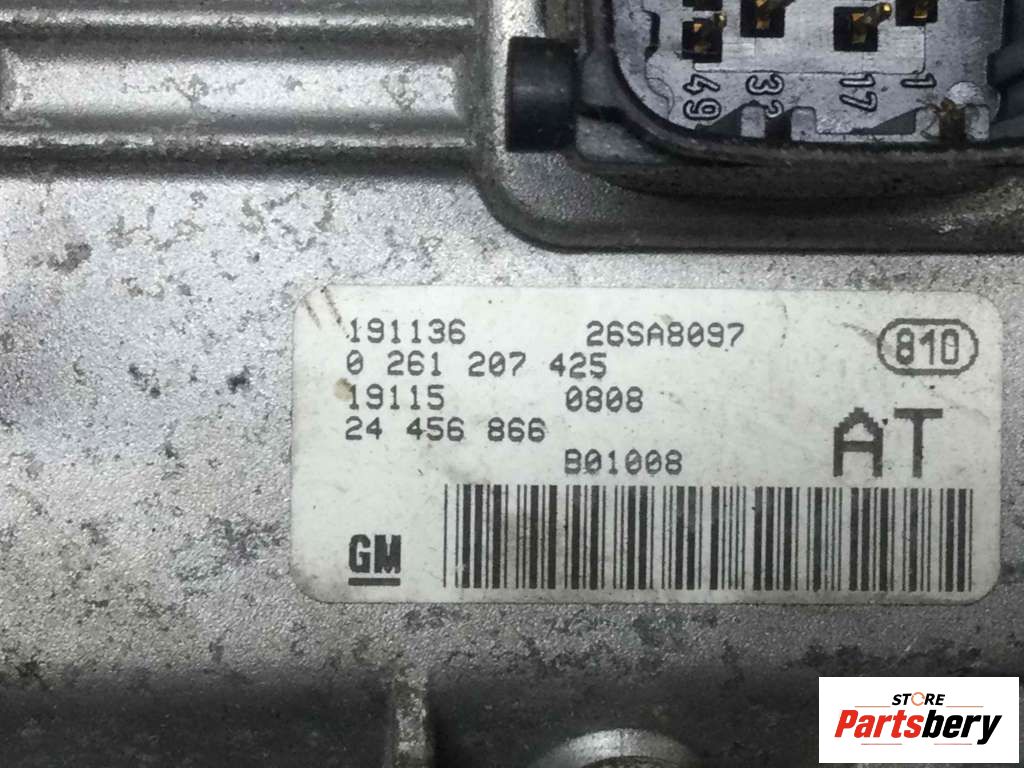 49 33 17 1
191136 26SA8097
810
0 261 207 425
19115 0808
24 456 866
AT
B01008
GM
STORE
Partsbery